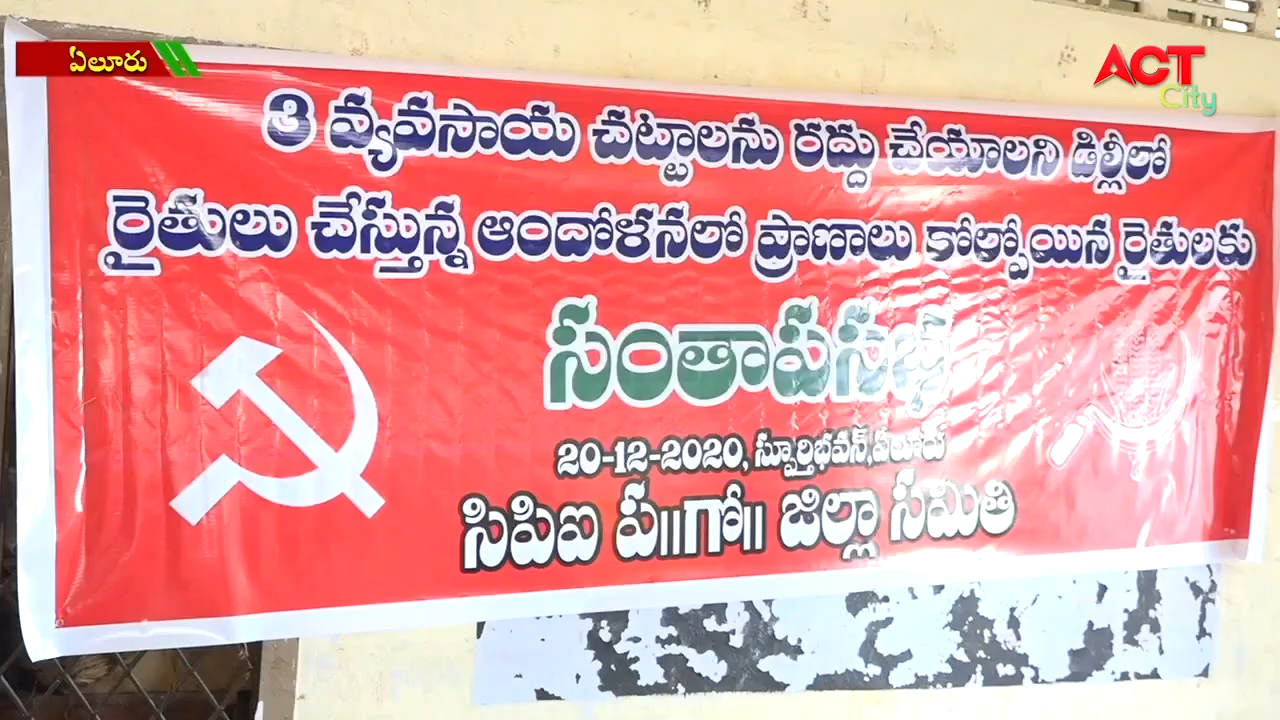 ఏలూరు
ACT
City
3 వ్యవసాయ చట్టాలను రద్దు చేయాలని డిల్లీలో
రైతులు చేస్తున్న ఆందోళనలో ప్రాణాలు కోల్పోయిన రైతులకు
సంతాపసభ
20-12-2020, స్ఫూర్తిభవన్,ఏలూరు
సిపిఐ ప॥గో॥ జిల్లా సమితి